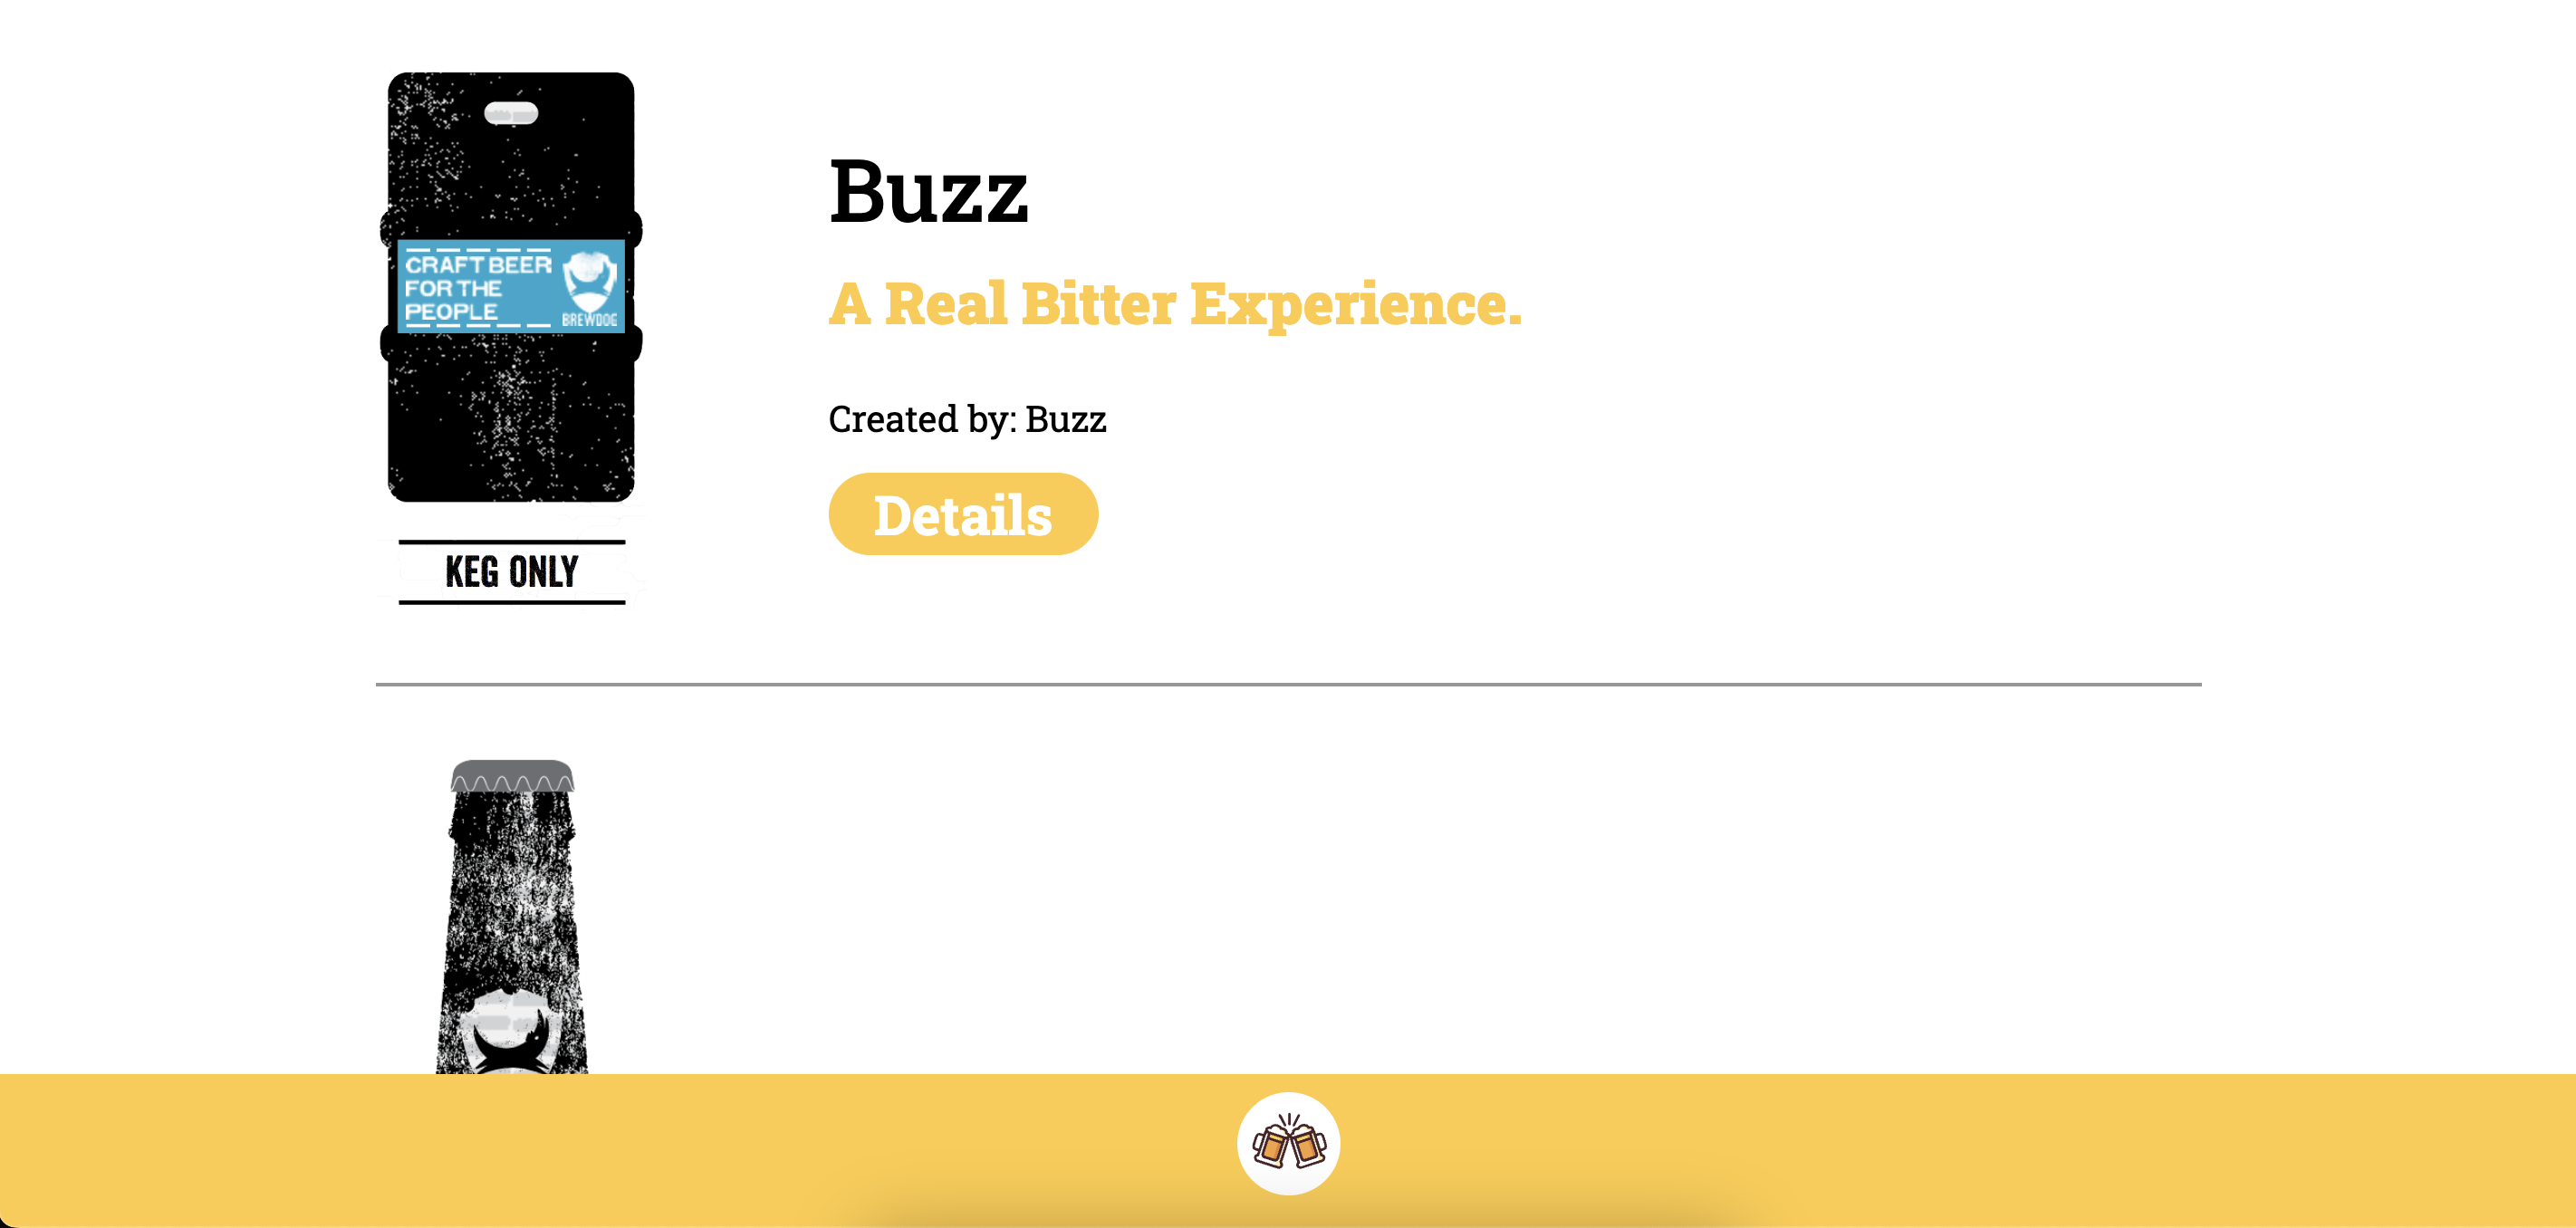 CRAFT BEER
FOR THE
PEOPLE
BREWDOG
KEG ONLY
Buzz
A Real Bitter Experience.
Created by: Buzz
Details